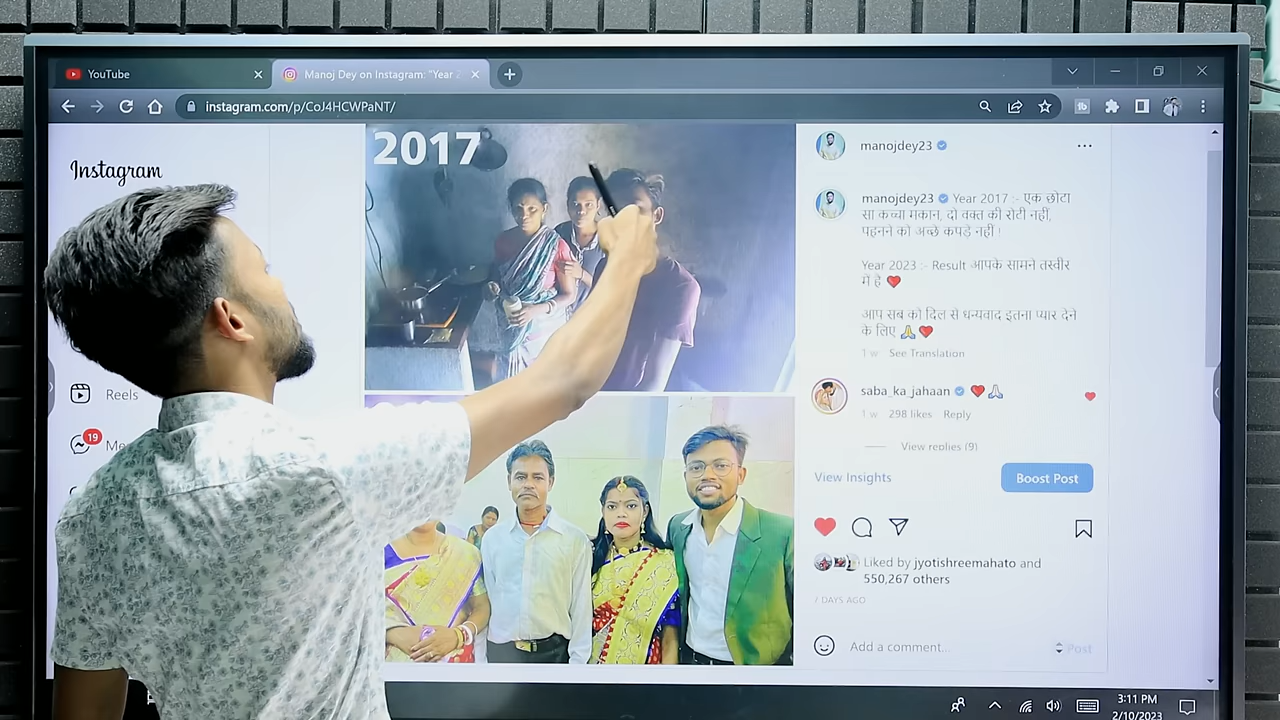 YouTube
Manoj Dey on Instagram: "Year
instagram.com/p/CoJ4HCWPaNT/
Instagram
2017
manojdey23
manojdey23 Year 2017 :- एक छोटा
सा कच्चा मकान, दो वक्त की रोटी नहीं,
पहनने को अच्छे कपड़े नहीं !
Year 2023 :- Result आपके सामने तस्वीर
में है ❤️
आप सब को दिल से धन्यवाद इतना प्यार देने
के लिए 🙏❤️
1 w See Translation
Reels
saba_ka_jahaan ❤️🙏
1 w 298 likes Reply
19
Me
View replies (9)
View Insights
Boost Post
Liked by jyotishreemahato and
550,267 others
7 DAYS AGO
Add a comment...
Post
3:11 PM
2/10/2023